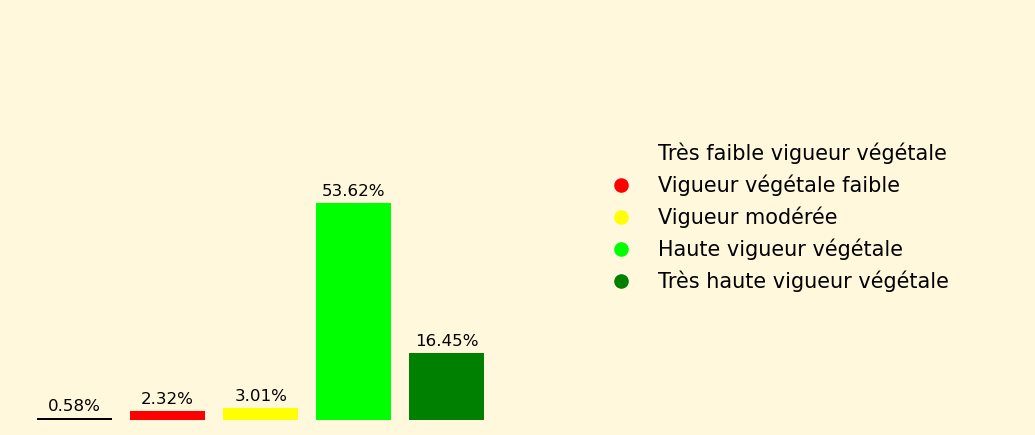 0.58%
2.32%
3.01%
53.62%
16.45%
Très faible vigueur végétale
Vigueur végétale faible
Vigueur modérée
Haute vigueur végétale
Très haute vigueur végétale